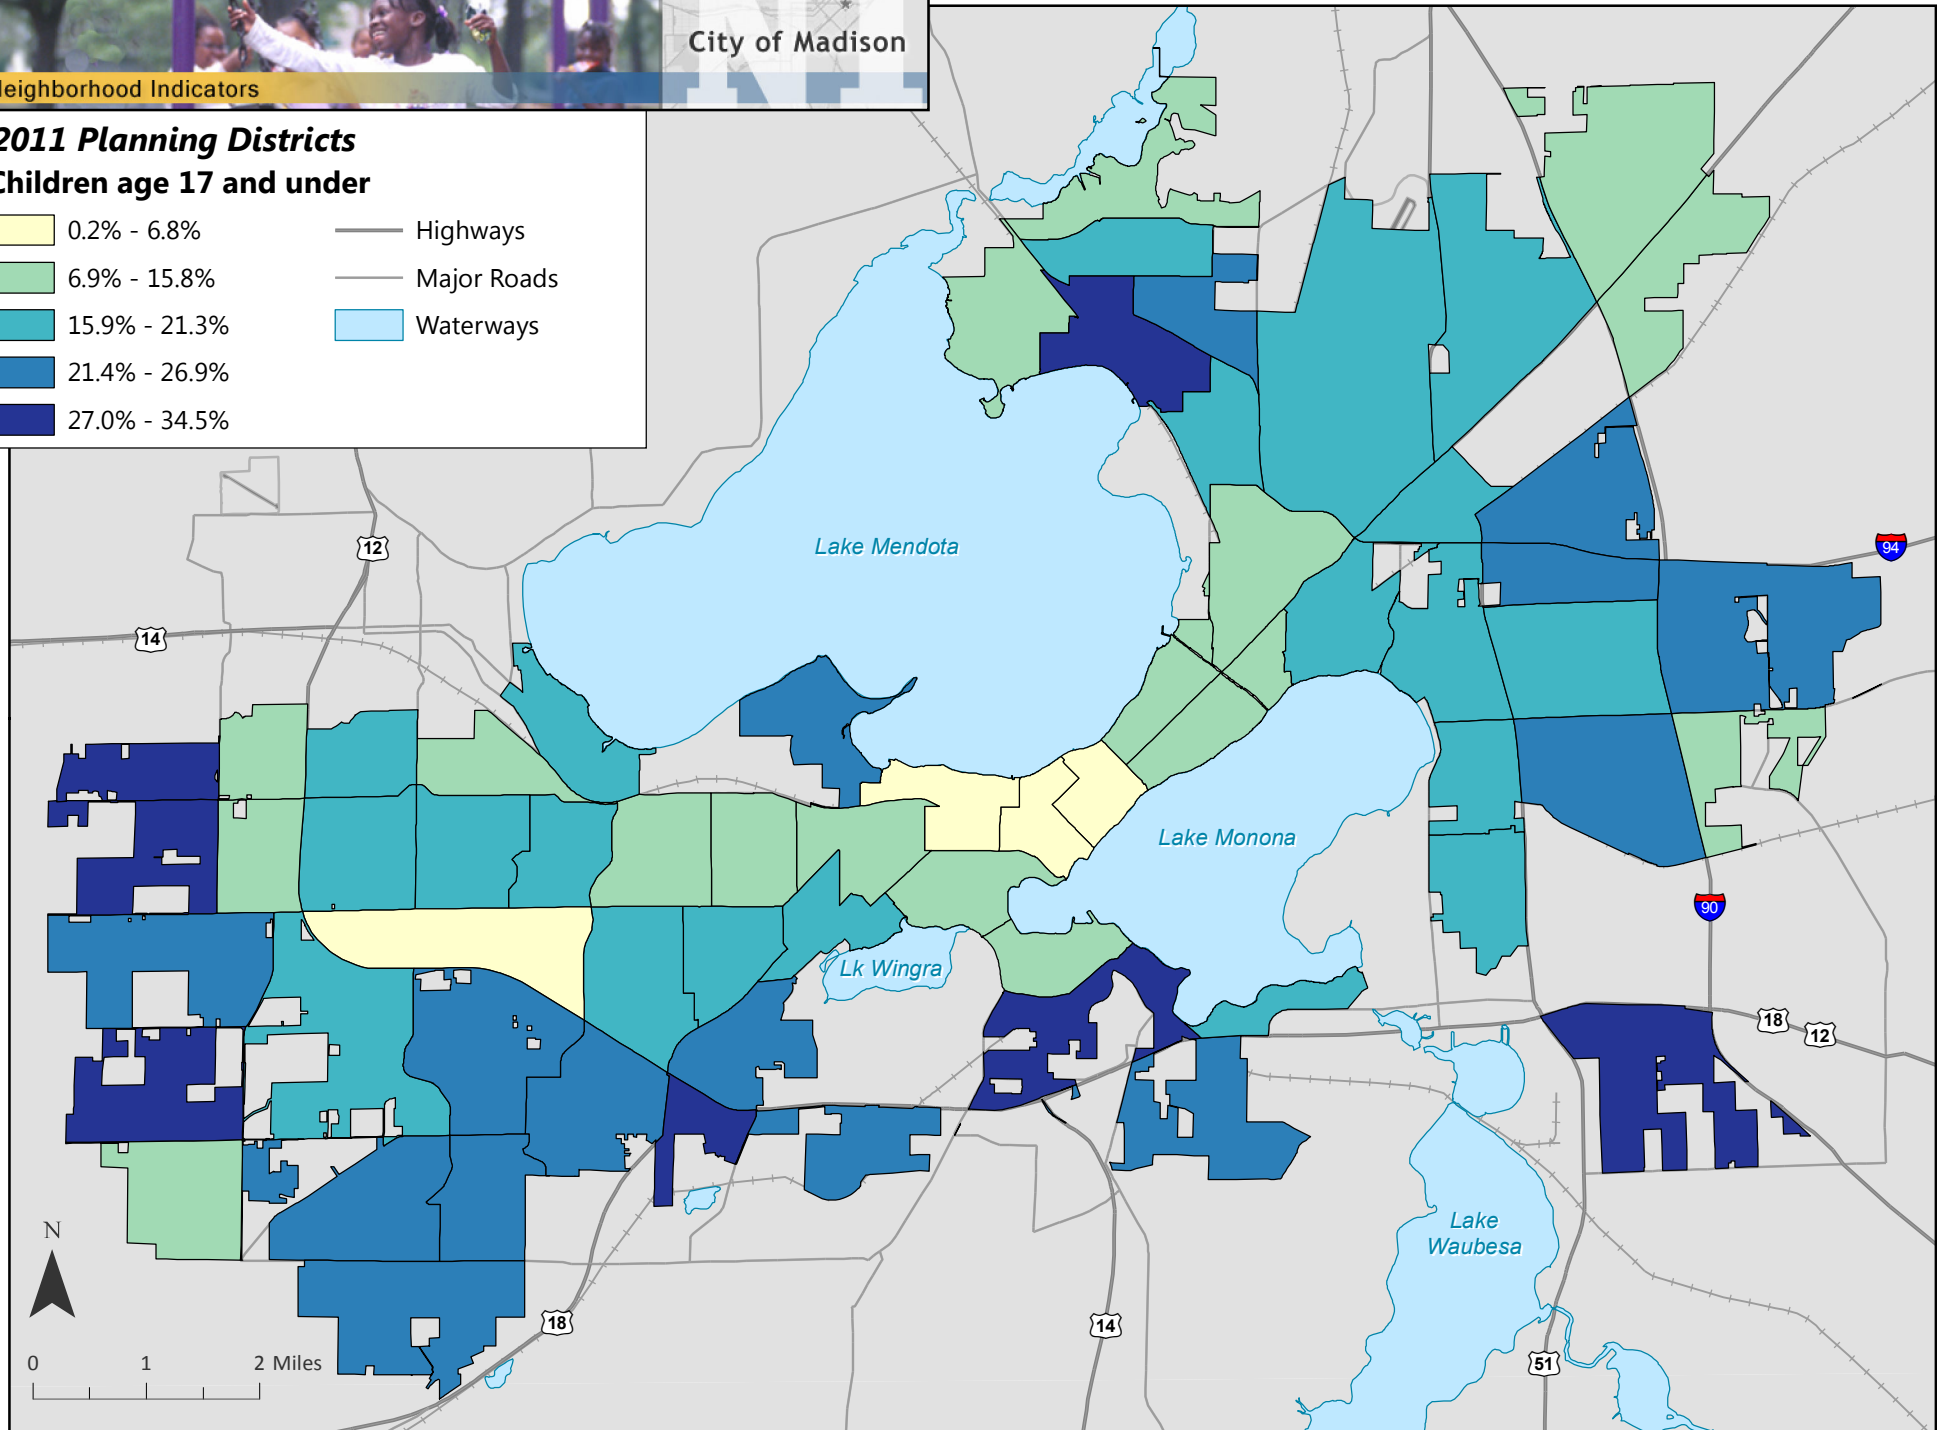 City of Madison
eighborhood Indicators
2011 Planning Districts
Children age 17 and under
0.2% - 6.8%
Highways
6.9% - 15.8%
Major Roads
15.9% - 21.3%
Waterways
21.4% - 26.9%
27.0% - 34.5%
Lake Mendota
12
94
14
Lake Monona
90
Lk Wingra
18
12
Lake
Waubesa
N
18
14
51
0 1 2 Miles